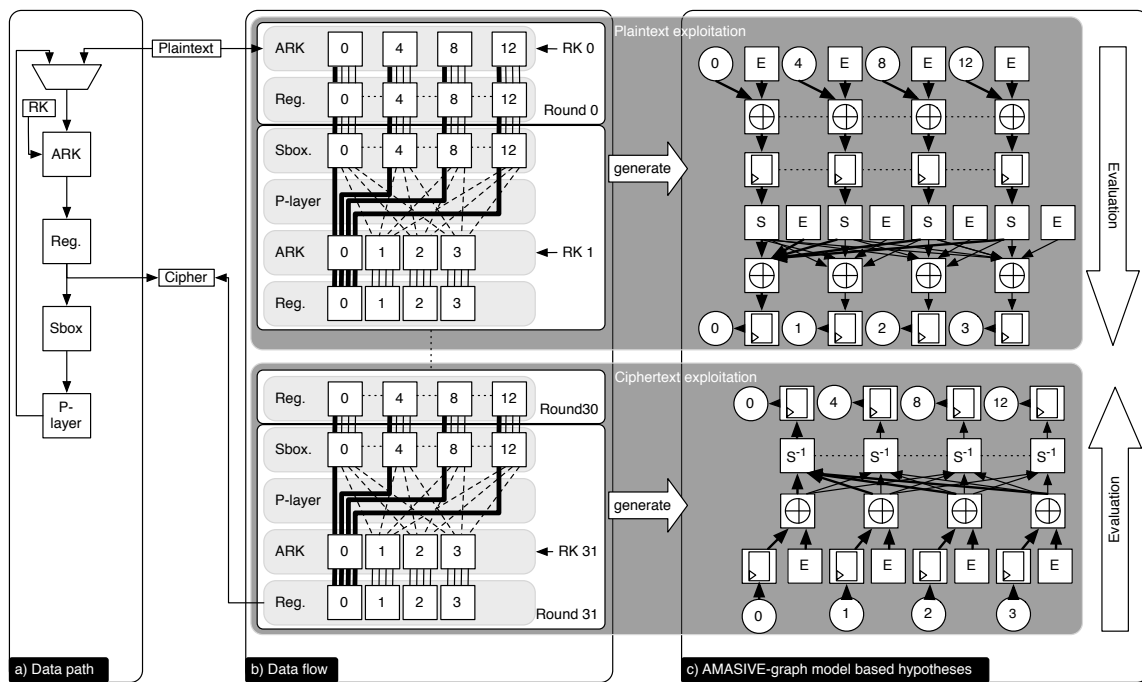 Plaintext
RK
ARK
Reg.
Cipher
Sbox
P-
layer
a) Data path
ARK 0 4 8 12 RK 0
Reg. 0 4 8 12
Round 0
Sbox. 0 4 8 12
P-layer
ARK 0 1 2 3 RK 1
Reg. 0 1 2 3
Reg. 0 4 8 12
Round30
Sbox. 0 4 8 12
P-layer
ARK 0 1 2 3 RK 31
Reg. 0 1 2 3
Round 31
b) Data flow
generate
generate
Plaintext exploitation
0 E 4 E 8 E 12 E
S E S E S E S E
0 1 2 3
Evaluation
Ciphertext exploitation
0 4 8 12
S-1 S-1 S-1 S-1
E E E E
0 1 2 3
Evaluation
c) AMASIVE-graph model based hypotheses